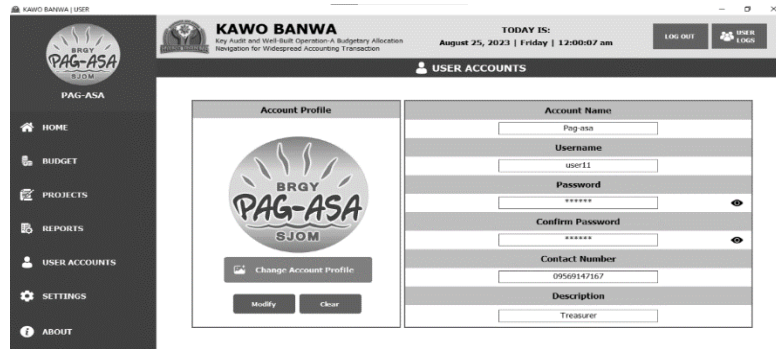 KAWO BANWA | USER
BRGY
PAG-ASA
SJOM
PAG-ASA
HOME
BUDGET
PROJECTS
REPORTS
USER ACCOUNTS
SETTINGS
ABOUT
KAWO BANWA
Key Audit and Well-Built Operation-A Budgetary Allocation
Navigation for Widespread Accounting Transaction
TODAY IS:
August 25, 2023 | Friday | 12:00:07 am
LOG OUT
USER
LOGS
USER ACCOUNTS
Account Profile
BRGY
PAG-ASA
SJOM
Change Account Profile
Modify Clear
Account Name
Pag-asa
Username
user11
Password
******
Confirm Password
******
Contact Number
09569147167
Description
Treasurer